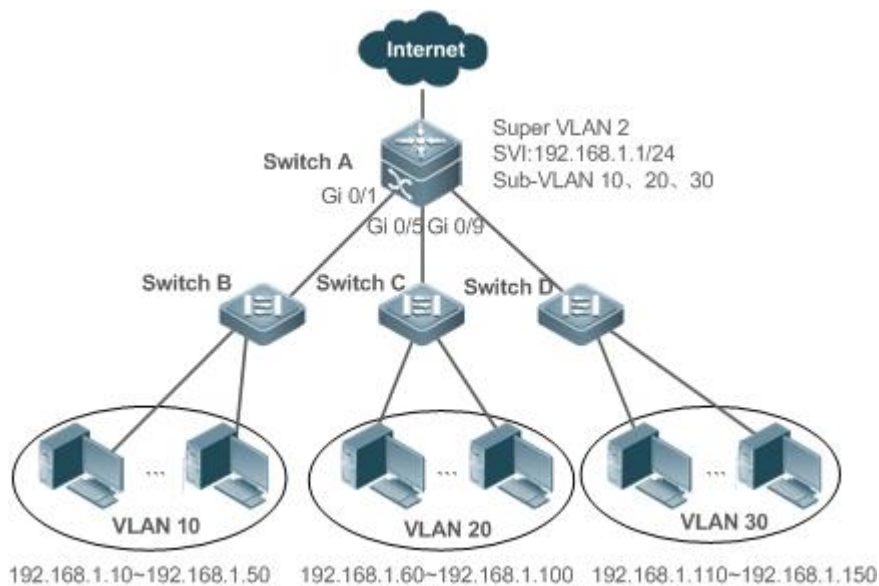 Internet
Super VLAN 2
SVI:192.168.1.1/24
Sub-VLAN 10、20、30
Switch A
Gi 0/1
Gi 0/5
Gi 0/9
Switch B
Switch C
Switch D
...
...
...
VLAN 10
VLAN 20
VLAN 30
192.168.1.10~192.168.1.50
192.168.1.60~192.168.1.100
192.168.1.110~192.168.1.150